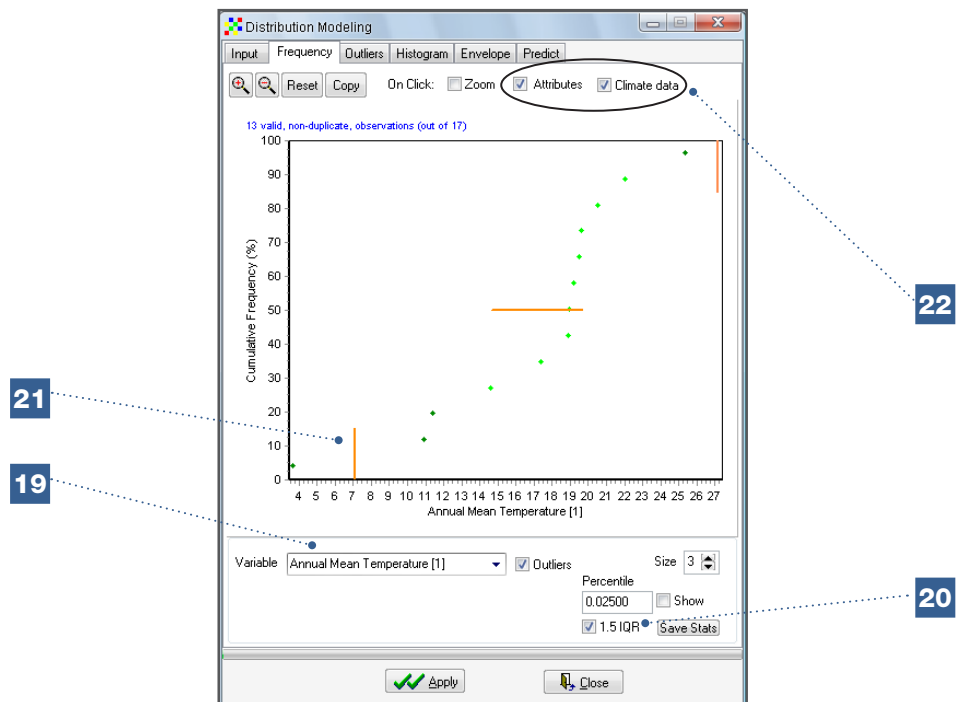 Distribution Modeling
Input Frequency Outliers Histogram Envelope Predict
Reset Copy On Click: Zoom Attributes Climate data
13 valid, non-duplicate, observations (out of 17)
100
90
80
70
60
50
40
30
20
10
0
Cumulative Frequency (%)
4 5 6 7 8 9 10 11 12 13 14 15 16 17 18 19 20 21 22 23 24 25 26 27
Annual Mean Temperature [1]
22
21
19
Variable Annual Mean Temperature [1] Outliers Size 3
Percentile
0.02500 Show
20
1.5 IQR Save Stats
Apply Close